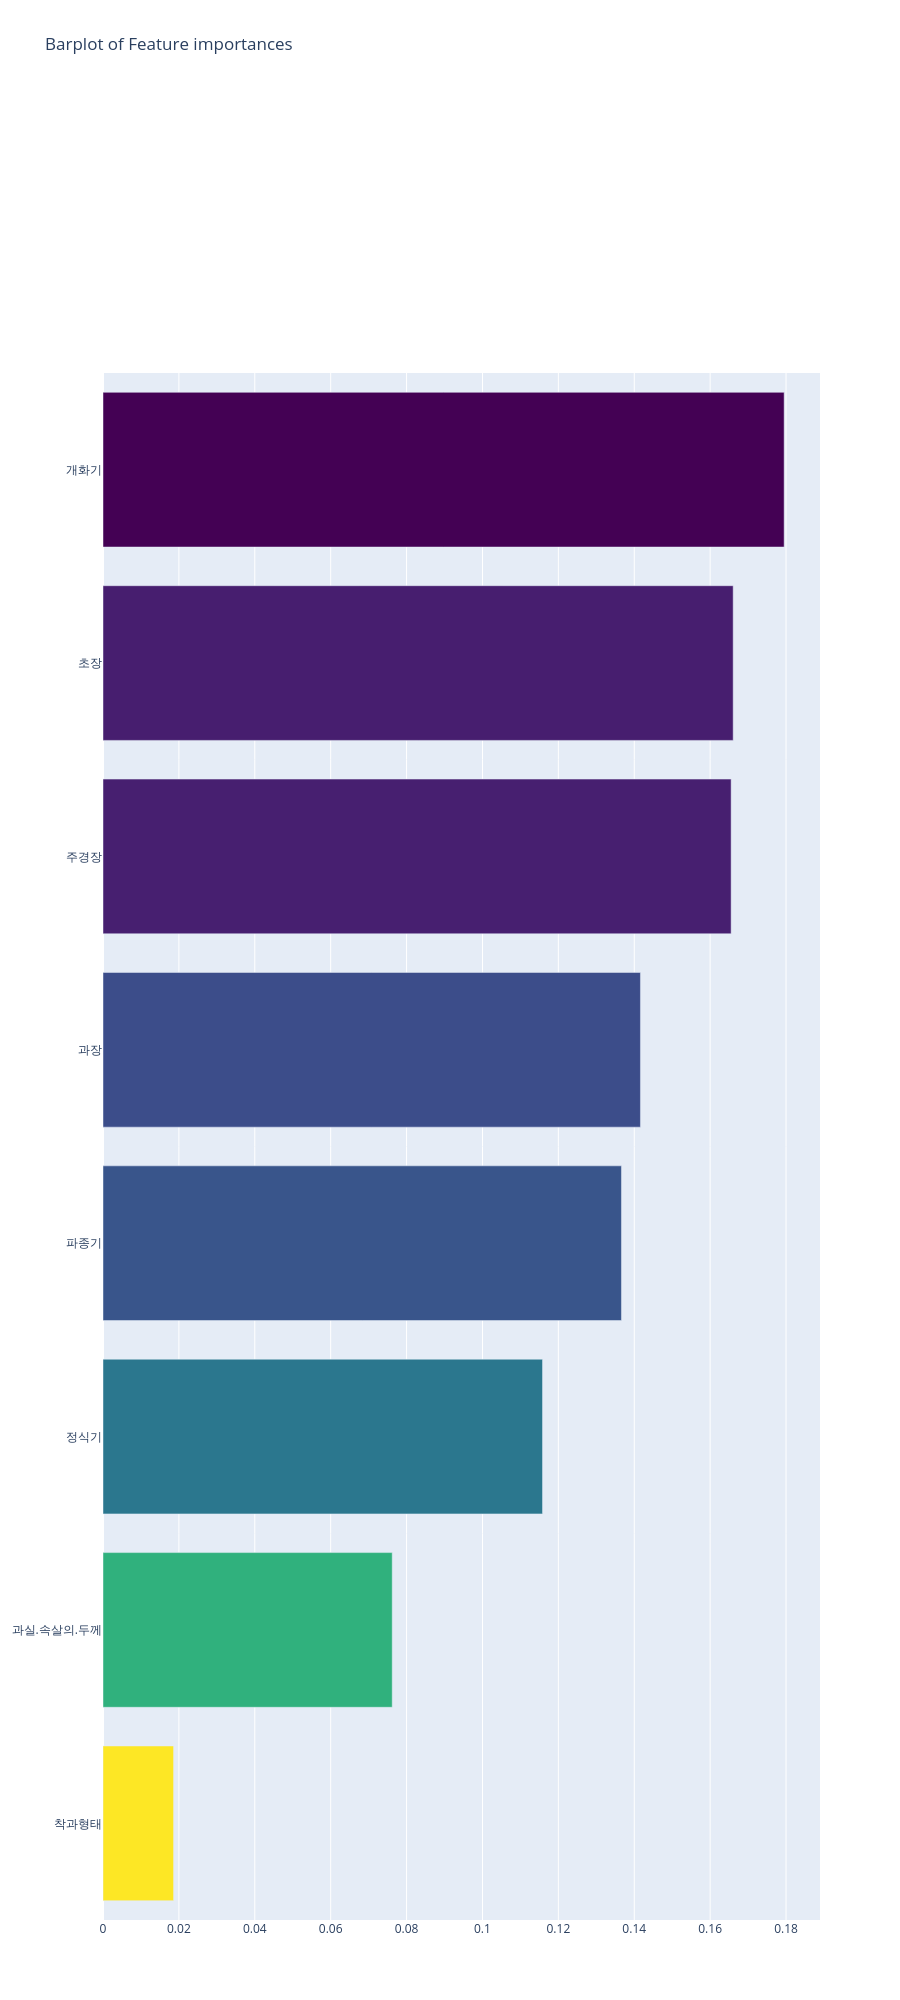 Barplot of Feature importances
개화기
초장
주경장
과장
파종기
정식기
과실.속살의.두께
착과형태
0 0.02 0.04 0.06 0.08 0.1 0.12 0.14 0.16 0.18